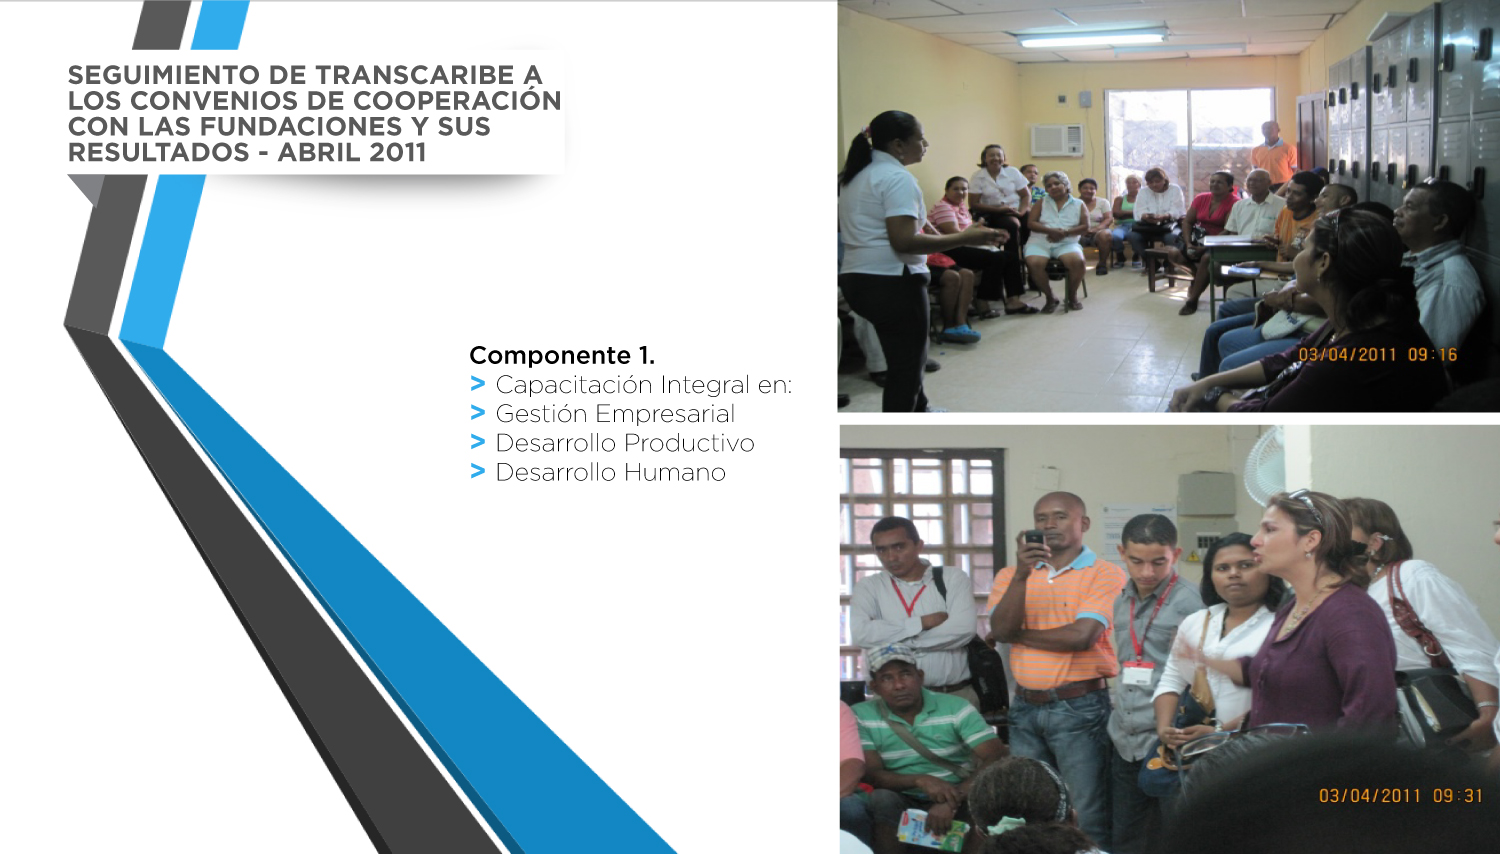 SEGUIMIENTO DE TRANSCARIBE A
LOS CONVENIOS DE COOPERACIÓN
CON LAS FUNDACIONES Y SUS
RESULTADOS - ABRIL 2011
Componente 1.
> Capacitación Integral en:
> Gestión Empresarial
> Desarrollo Productivo
> Desarrollo Humano
03/04/2011 09:16
03/04/2011 09:31